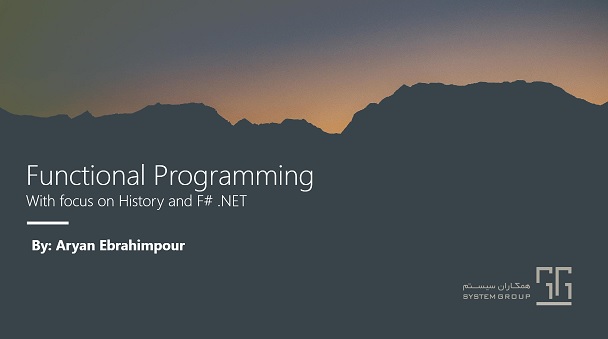 Functional Programming
With focus on History and F# .NET
By: Aryan Ebrahimpour
همکاران سیستم
SYSTEM GROUP